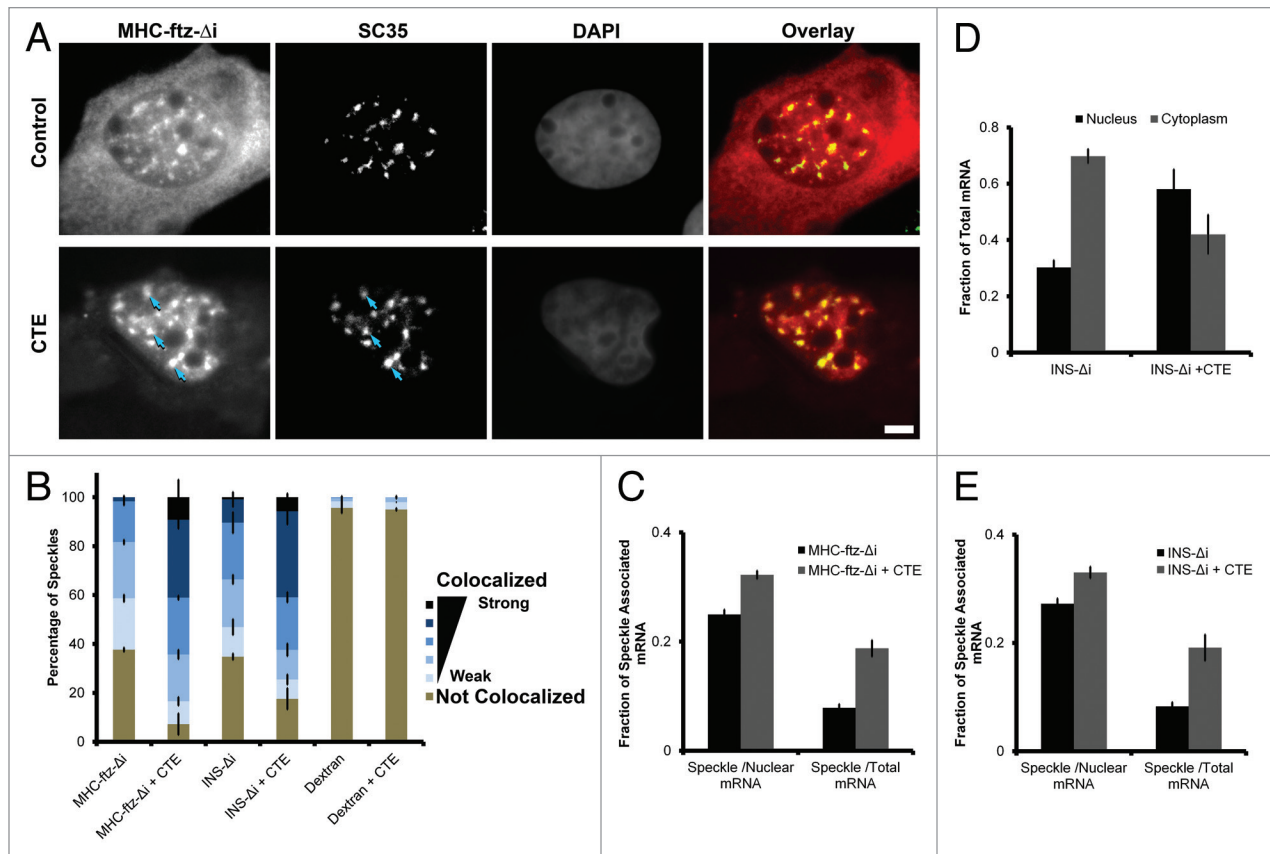 A
MHC-ftz-Δi
SC35
DAPI
Overlay
Control
CTE
B
Percentage of Speckles
100
80
60
40
20
0
MHC-ftz-Δi
MHC-ftz-Δi + CTE
INS-Δi
INS-Δi + CTE
Dextran
Dextran + CTE
Colocalized
Strong
Weak
Not Colocalized
C
Fraction of Speckle Associated
mRNA
0.4
0.2
0
MHC-ftz-Δi
MHC-ftz-Δi + CTE
Speckle /Nuclear
mRNA
Speckle /Total
mRNA
D
Nucleus
Cytoplasm
Fraction of Total mRNA
0.8
0.6
0.4
0.2
0
INS-Δi
INS-Δi +CTE
E
Fraction of Speckle Associated
mRNA
0.4
0.2
0
INS-Δi
INS-Δi + CTE
Speckle /Nuclear
mRNA
Speckle /Total
mRNA